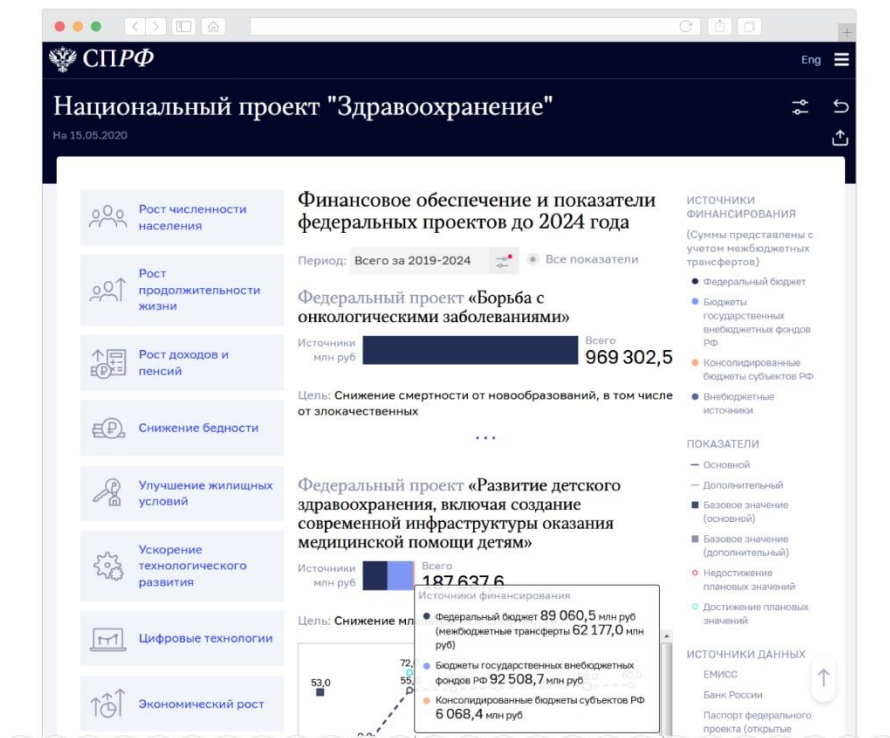 СПРФ
Eng
Национальный проект "Здравоохранение"
На 15.05.2020
Рост численности
населения
Рост
продолжительности
жизни
Рост доходов и
пенсий
Снижение бедности
Улучшение жилищных
условий
Ускорение
технологического
развития
Цифровые технологии
Экономический рост
Финансовое обеспечение и показатели
федеральных проектов до 2024 года
Период: Всего за 2019-2024
Все показатели
Федеральный проект «Борьба с
онкологическими заболеваниями»
Источники
млн руб
Всего
969 302,5
Цель: Снижение смертности от новообразований, в том числе
от злокачественных
...
Федеральный проект «Развитие детского
здравоохранения, включая создание
современной инфраструктуры оказания
медицинской помощи детям»
Источники
млн руб
Всего
187 637,6
Цель: Снижение мл
Источники финансирования
Федеральный бюджет 89 060,5 млн руб
(межбюджетные трансферты 62 177,0 млн
руб)
Бюджеты государственных внебюджетных
фондов РФ 92 508,7 млн руб
Консолидированные бюджеты субъектов РФ
6 068,4 млн руб
53,0
72,
55,
ИСТОЧНИКИ
ФИНАНСИРОВАНИЯ
(Суммы представлены с
учетом межбюджетных
трансфертов)
Федеральный бюджет
Бюджеты
государственных
внебюджетных фондов
РФ
Консолидированные
бюджеты субъектов РФ
Внебюджетные
источники
ПОКАЗАТЕЛИ
Основной
Дополнительный
Базовое значение
(основной)
Базовое значение
(дополнительный)
Недостижение
плановых значений
Достижение плановых
значений
ИСТОЧНИКИ ДАННЫХ
ЕМИСС
Банк России
Паспорт федерального
проекта (открытые